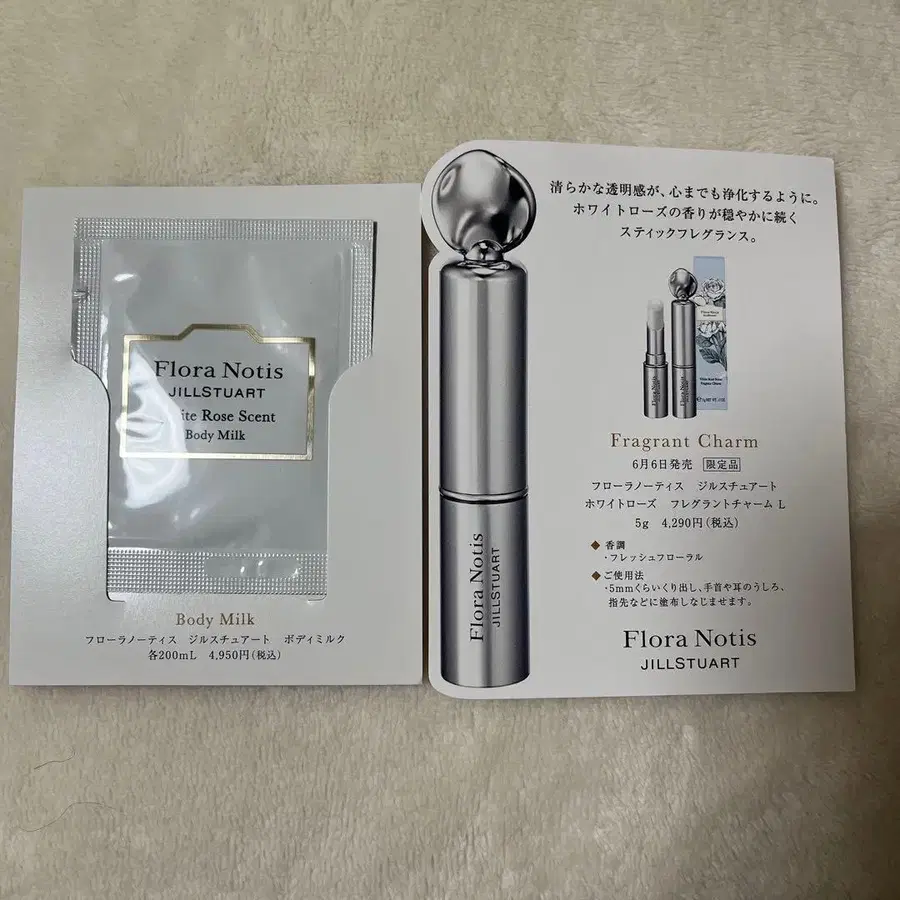 Flora Notis
JILLSTUART
Rose Scent
Body Milk
Body Milk
フローラノーティス ジルスチュアート ボディミルク
各200mL 4,950円(税込)
清らかな透明感が、心までも浄化するように。
ホワイトローズの香りが穏やかに続く
スティックフレグランス。
Flora Notis
JILLSTUART
Flora Notis
JILLSTUART
Flora Notis
Fragrant Charm
6月6日発売 限定品
フローラノーティス ジルスチュアート
ホワイトローズ フレグラントチャーム L
5g 4,290円(税込)
◆ 香調
・フレッシュフローラル
◆ ご使用法
・5mmくらいくり出し、手首や耳のうしろ、
指先などに塗布しなじませます。
Flora Notis
JILLSTUART